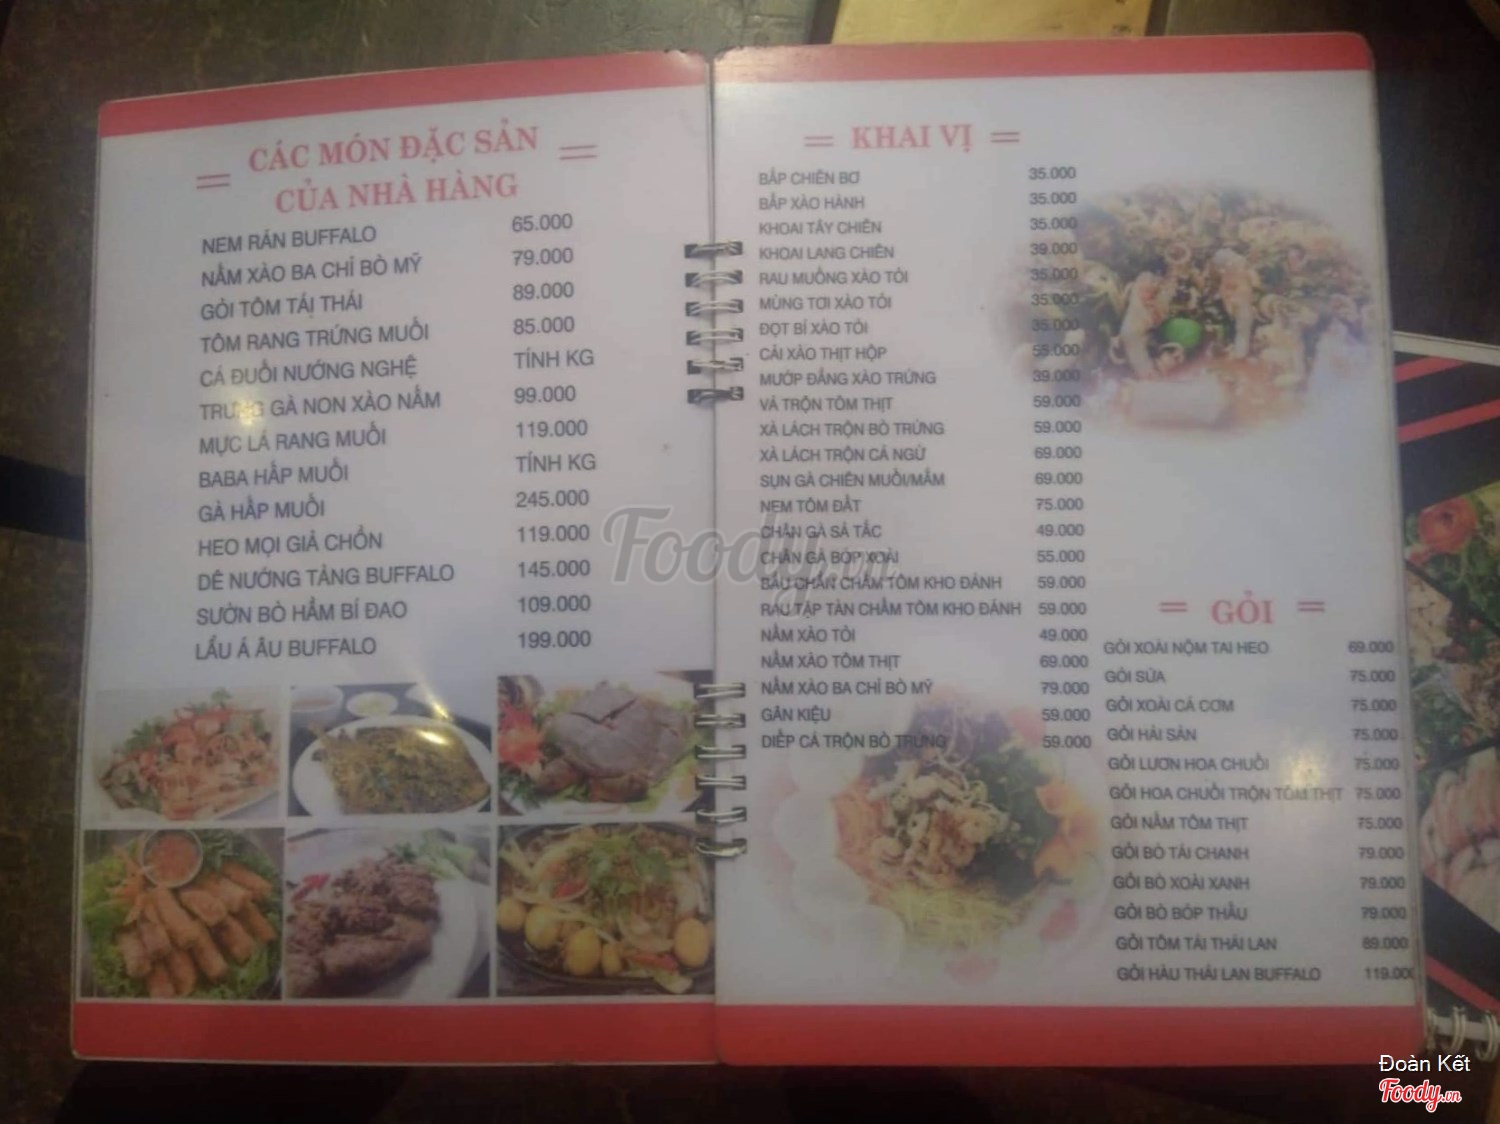 CÁC MÓN ĐẶC SẢN
CỦA NHÀ HÀNG
NEM RÁN BUFFALO 65.000
NẤM XÀO BA CHỈ BÒ MỸ 79.000
GỎI TÔM TÁI THÁI 89.000
TÔM RANG TRỨNG MUỐI 85.000
CÁ ĐUỐI NƯỚNG NGHỆ TÍNH KG
TRỨNG GÀ NON XÀO NẤM 99.000
MỰC LÁ RANG MUỐI 119.000
BABA HẤP MUỐI TÍNH KG
GÀ HẤP MUỐI 245.000
HEO MỌI GIẢ CHỒN 119.000
DÊ NƯỚNG TẢNG BUFFALO 145.000
SƯỜN BÒ HẦM BÍ ĐAO 109.000
LẨU Á ÂU BUFFALO 199.000
KHAI VỊ
BẮP CHIÊN BƠ 35.000
BẮP XÀO HÀNH 35.000
KHOAI TÂY CHIÊN 35.000
KHOAI LANG CHIÊN 39.000
RAU MUỐNG XÀO TỎI 35.000
MÙNG TƠI XÀO TỎI 35.000
ĐỌT BÍ XÀO TỎI 35.000
CẢI XÀO THỊT HỘP 55.000
MƯỚP ĐẮNG XÀO TRỨNG 39.000
VẢ TRỘN TÔM THỊT 59.000
XÀ LÁCH TRỘN BÒ TRỨNG 59.000
XÀ LÁCH TRỘN CÁ NGỪ 69.000
SỤN GÀ CHIÊN MUỐI/MẮM 69.000
NEM TÔM ĐẤT 75.000
CHÂN GÀ SẢ TẮC 49.000
CHÂN GÀ BÓP XOÀI 55.000
BẦU CHẤM TÔM KHO ĐÁNH 59.000
RAU TẬP TÀN CHẤM TÔM KHO ĐÁNH 59.000
NẤM XÀO TỎI 49.000
NẤM XÀO TÔM THỊT 69.000
NẤM XÀO BA CHỈ BÒ MỸ 79.000
GÂN KIỆU 59.000
DIẾP CÁ TRỘN BÒ TRỨNG 59.000
GỎI
GỎI XOÀI NỘM TAI HEO 69.000
GỎI SỨA 75.000
GỎI XOÀI CÁ CƠM 75.000
GỎI HẢI SẢN 75.000
GỎI LƯƠN HOA CHUỐI 75.000
GỎI HOA CHUỐI TRỘN TÔM THỊT 75.000
GỎI NẤM TÔM THỊT 75.000
GỎI BÒ TÁI CHANH 79.000
GỎI BÒ XOÀI XANH 79.000
GỎI BÒ BÓP THẤU 79.000
GỎI TÔM TÁI THÁI LAN 89.000
GỎI HÀU THÁI LAN BUFFALO 119.000
Foody.vn
Đoàn Kết
Foody.vn